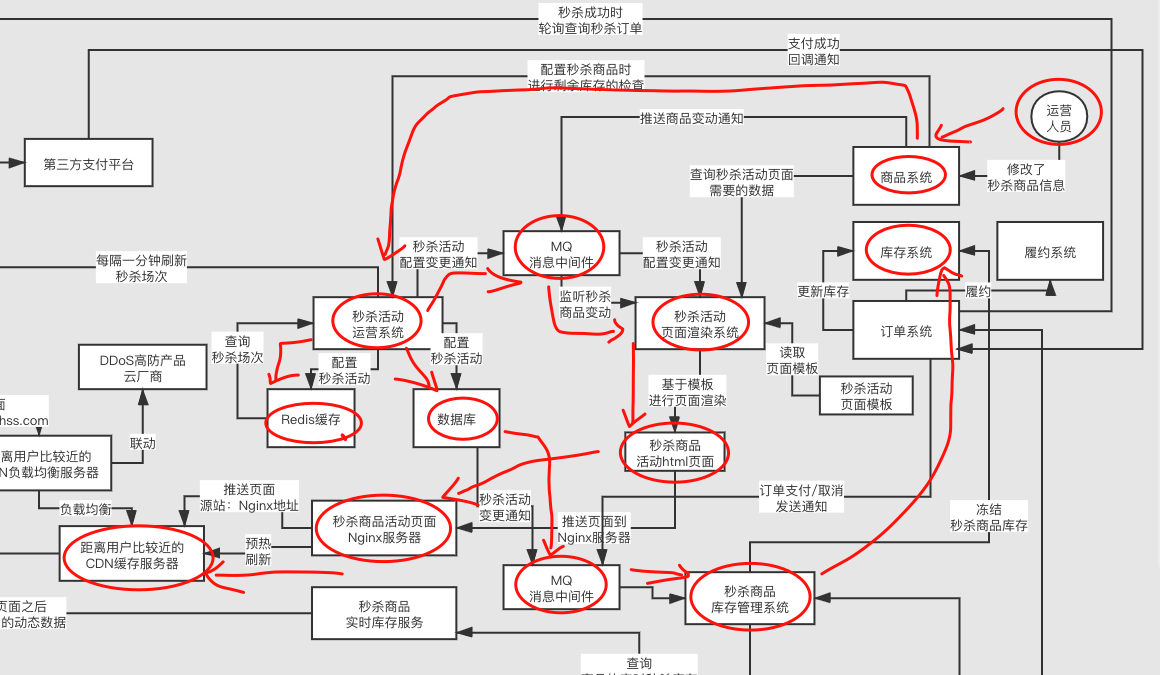 秒杀成功时
轮询查询秒杀订单
支付成功
回调通知
配置秒杀商品时
进行剩余库存的检查
推送商品变动通知
运营
人员
第三方支付平台
商品系统
修改了
秒杀商品信息
查询秒杀活动页面
需要的数据
每隔一分钟刷新
秒杀场次
秒杀活动
配置变更通知
MQ
消息中间件
秒杀活动
配置变更通知
库存系统
履约系统
更新库存
履约
监听秒杀
商品变动
秒杀活动
运营系统
秒杀活动
页面渲染系统
订单系统
查询
秒杀场次
配置
秒杀活动
配置
秒杀活动
读取
页面模板
DDoS高防产品
云厂商
基于模板
进行页面渲染
秒杀活动
页面模板
面
hss.com
Redis缓存
数据库
联动
离用户比较近的
N负载均衡服务器
秒杀商品
活动html页面
推送页面
源站：Nginx地址
负载均衡
秒杀活动
变更通知
订单支付/取消
发送通知
冻结
秒杀商品库存
秒杀商品活动页面
Nginx服务器
推送页面到
Nginx服务器
距离用户比较近的
CDN缓存服务器
预热
刷新
MQ
消息中间件
秒杀商品
库存管理系统
页面之后
的动态数据
秒杀商品
实时库存服务
查询